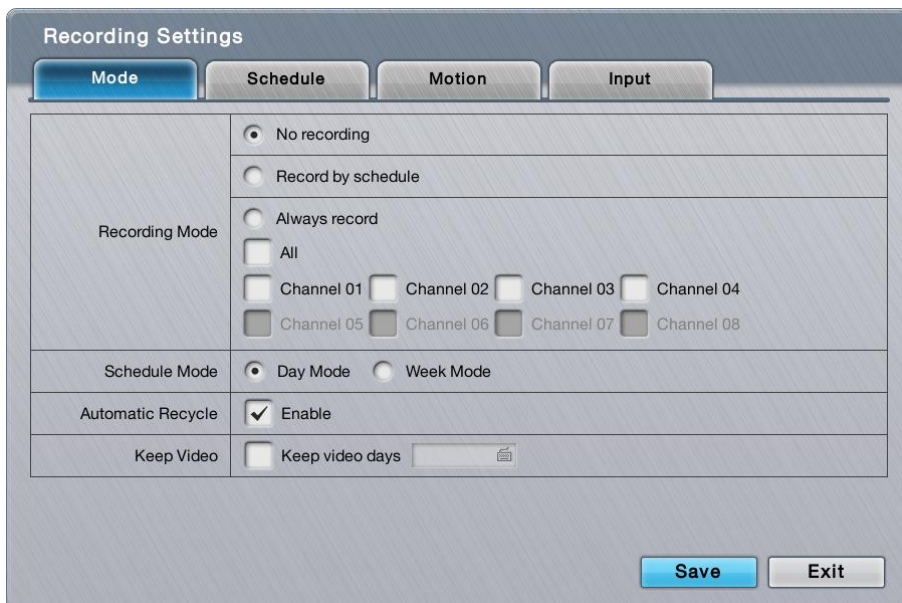 Recording Settings
Mode Schedule Motion Input
No recording
Record by schedule
Recording Mode
Always record
All
Channel 01 Channel 02 Channel 03 Channel 04
Channel 05 Channel 06 Channel 07 Channel 08
Schedule Mode Day Mode Week Mode
Automatic Recycle Enable
Keep Video Keep video days
Save Exit